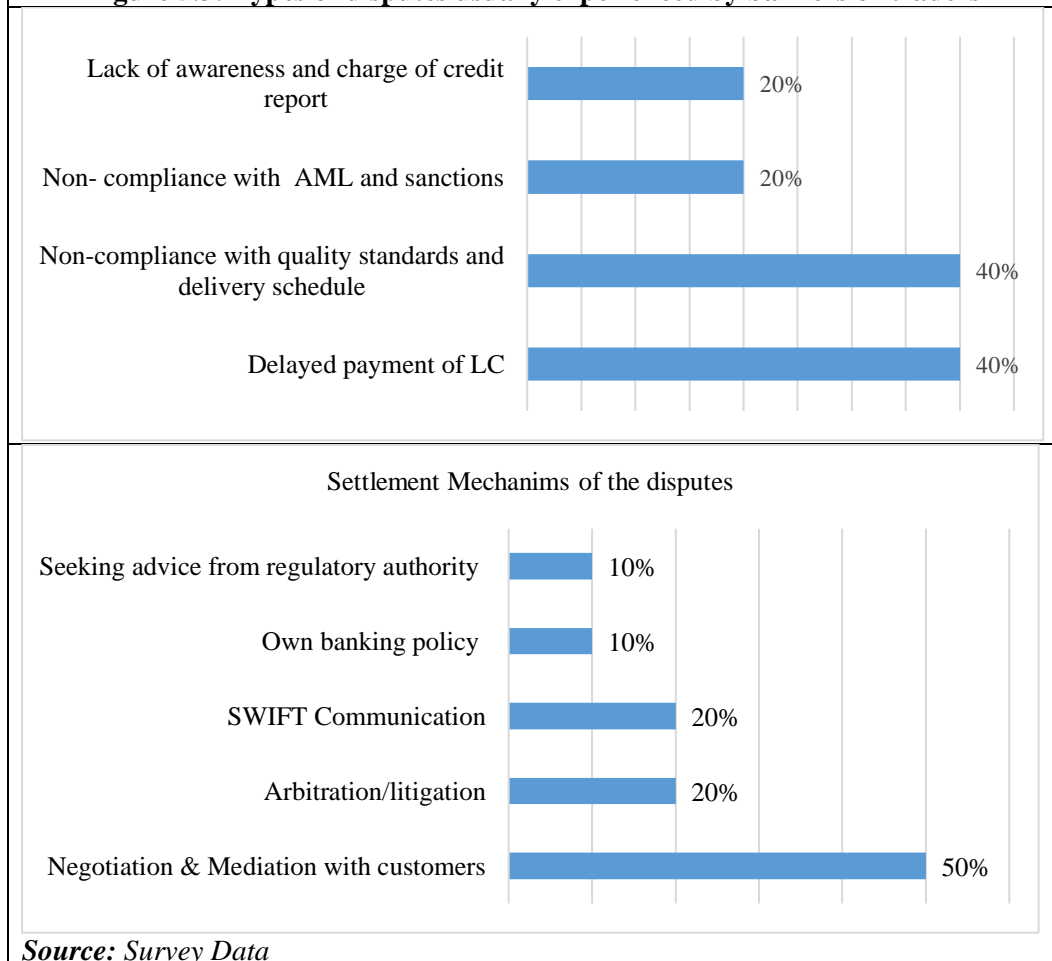 Lack of awareness and charge of credit
report
20%
Non- compliance with AML and sanctions
20%
Non-compliance with quality standards and
delivery schedule
40%
Delayed payment of LC
40%
Settlement Mechanims of the disputes
Seeking advice from regulatory authority
10%
Own banking policy
10%
SWIFT Communication
20%
Arbitration/litigation
20%
Negotiation & Mediation with customers
50%
Source: Survey Data